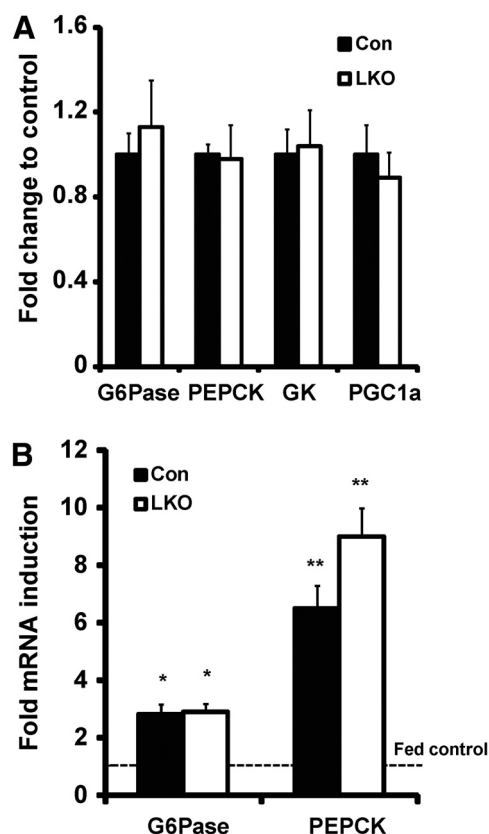 A
Fold change to control
1.6
1.2
0.8
0.4
0
Con
LKO
G6Pase PEPCK GK PGC1a
B
Fold mRNA induction
12
10
8
6
4
2
0
Con
LKO
* * ** **
Fed control
G6Pase PEPCK